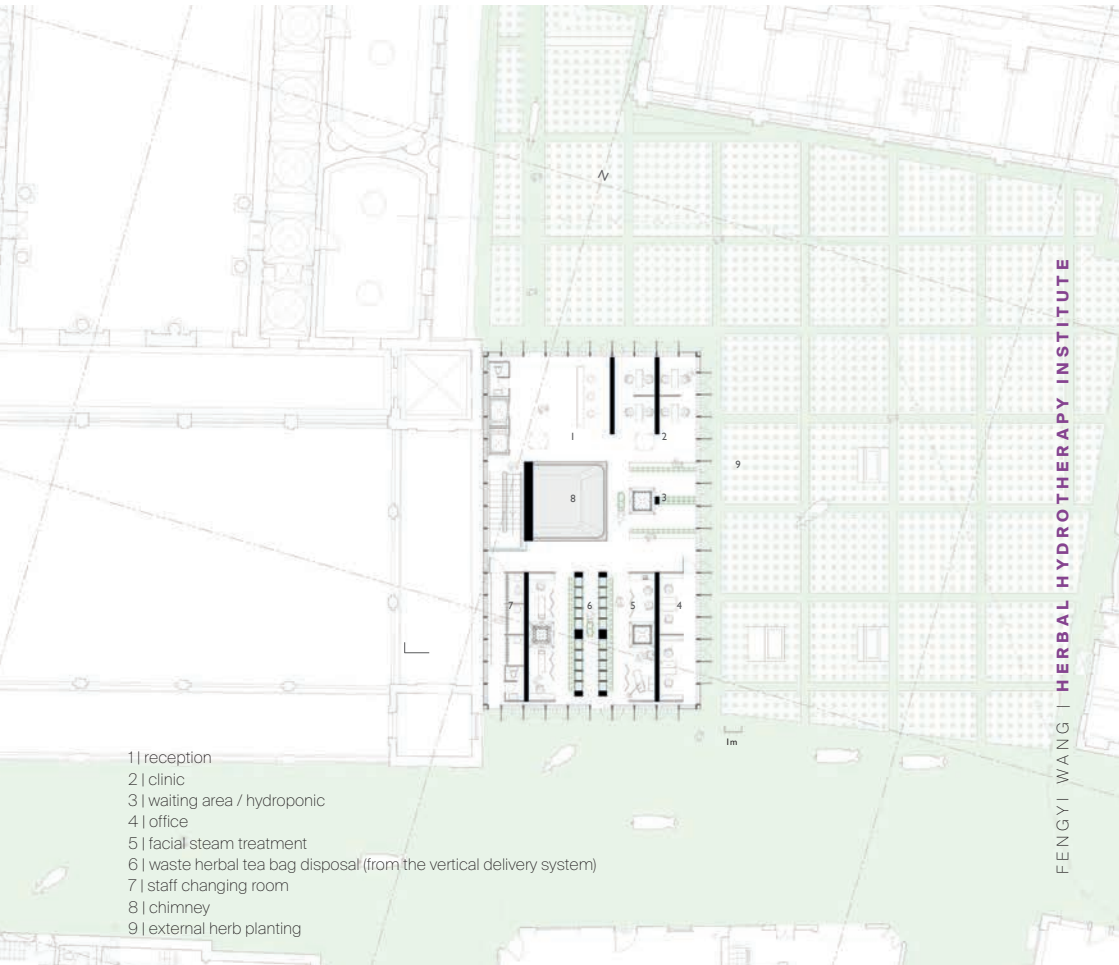 N
1
2
9
8
3
7
6
5
4
1m
1 | reception
2 | clinic
3 | waiting area / hydroponic
4 | office
5 | facial steam treatment
6 | waste herbal tea bag disposal (from the vertical delivery system)
7 | staff changing room
8 | chimney
9 | external herb planting
FENGYI WANG | HERBAL HYDROTHERAPY INSTITUTE